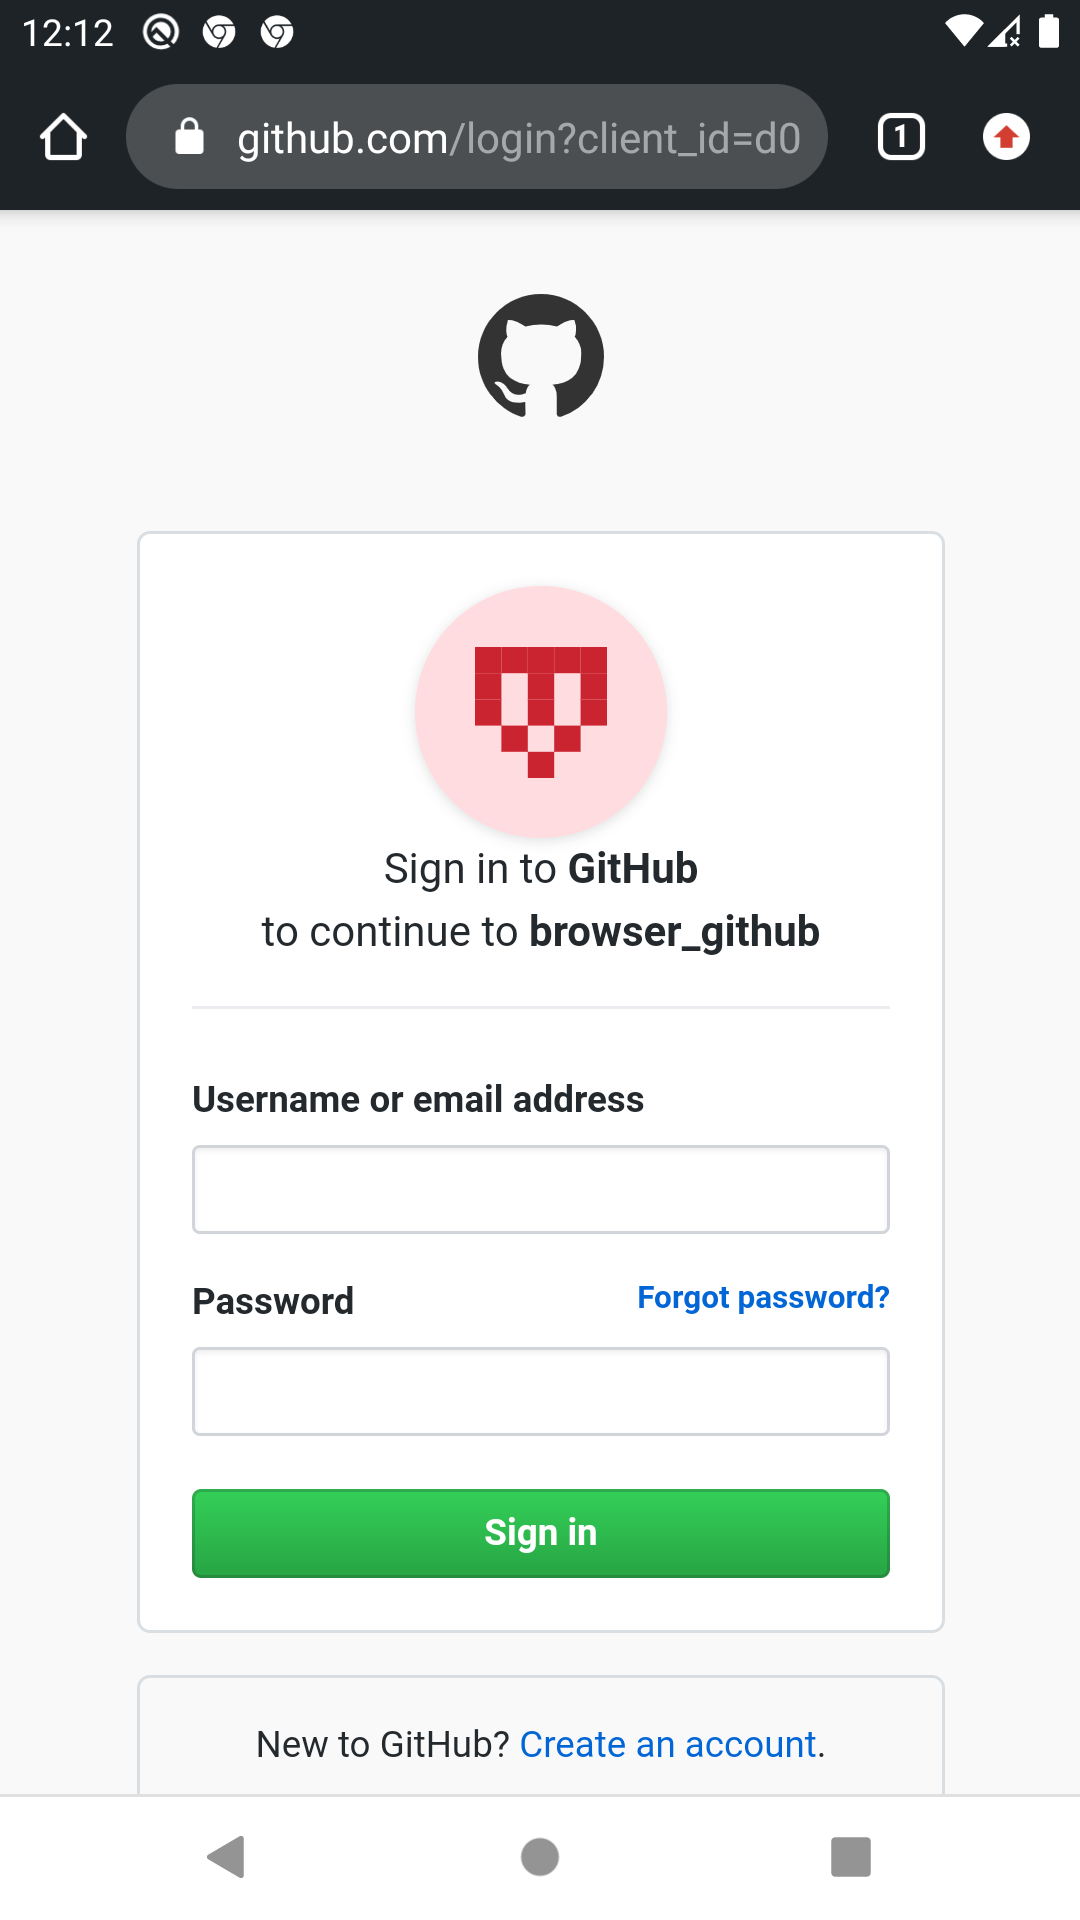 12:12
github.com/login?client_id=d0
1
Sign in to GitHub
to continue to browser_github
Username or email address
Password
Forgot password?
Sign in
New to GitHub? Create an account.